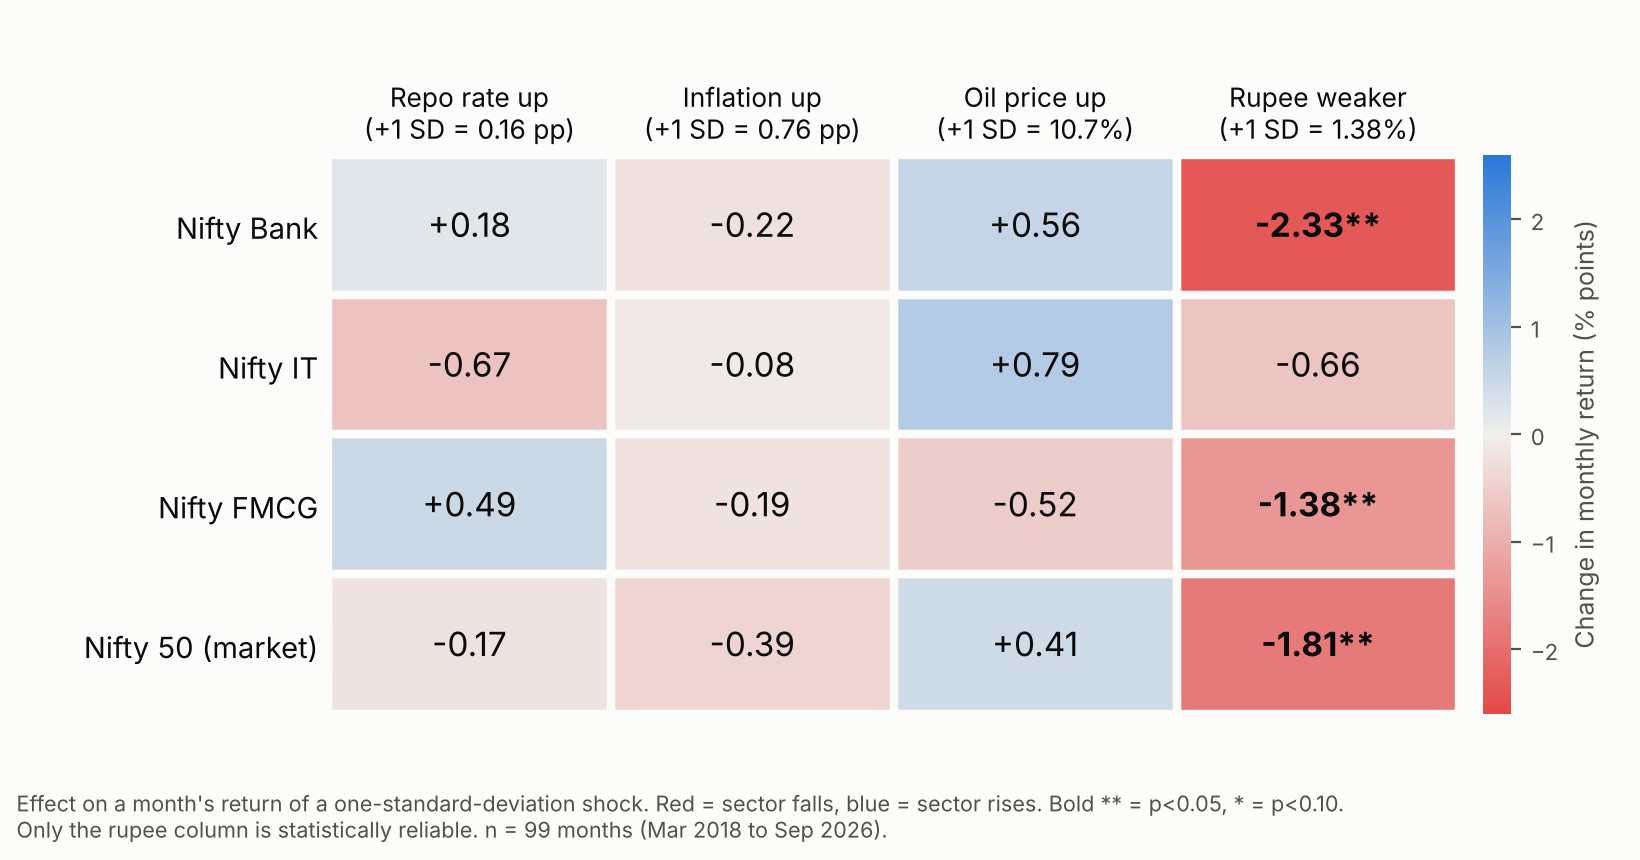 Repo rate up
(+1 SD = 0.16 pp)
Inflation up
(+1 SD = 0.76 pp)
Oil price up
(+1 SD = 10.7%)
Rupee weaker
(+1 SD = 1.38%)
Nifty Bank
+0.18
-0.22
+0.56
-2.33**
Nifty IT
-0.67
-0.08
+0.79
-0.66
Nifty FMCG
+0.49
-0.19
-0.52
-1.38**
Nifty 50 (market)
-0.17
-0.39
+0.41
-1.81**
2
1
0
−1
−2
Change in monthly return (% points)
Effect on a month's return of a one-standard-deviation shock. Red = sector falls, blue = sector rises. Bold ** = p<0.05, * = p<0.10.
Only the rupee column is statistically reliable. n = 99 months (Mar 2018 to Sep 2026).